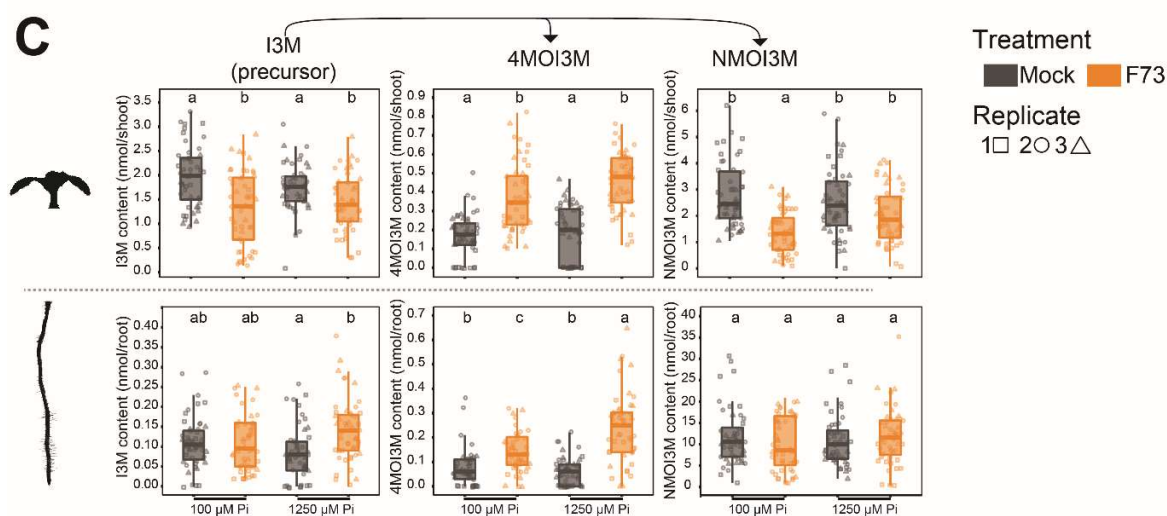 C
I3M
(precursor)
4MOI3M
NMOI3M
Treatment
Mock F73
Replicate
1□ 2○ 3△
I3M content (nmol/shoot)
3.5
3.0
2.5
2.0
1.5
1.0
0.5
0.0
a b a b
4MOI3M content (nmol/shoot)
0.9
0.8
0.7
0.6
0.5
0.4
0.3
0.2
0.1
0.0
a b a b
NMOI3M content (nmol/shoot)
6
5
4
3
2
1
0
b a b b
I3M content (nmol/root)
0.40
0.35
0.30
0.25
0.20
0.15
0.10
0.05
0.00
ab ab a b
100 µM Pi 1250 µM Pi
4MOI3M content (nmol/root)
0.7
0.6
0.5
0.4
0.3
0.2
0.1
0.0
b c b a
100 µM Pi 1250 µM Pi
NMOI3M content (nmol/root)
40
35
30
25
20
15
10
5
0
a a a a
100 µM Pi 1250 µM Pi